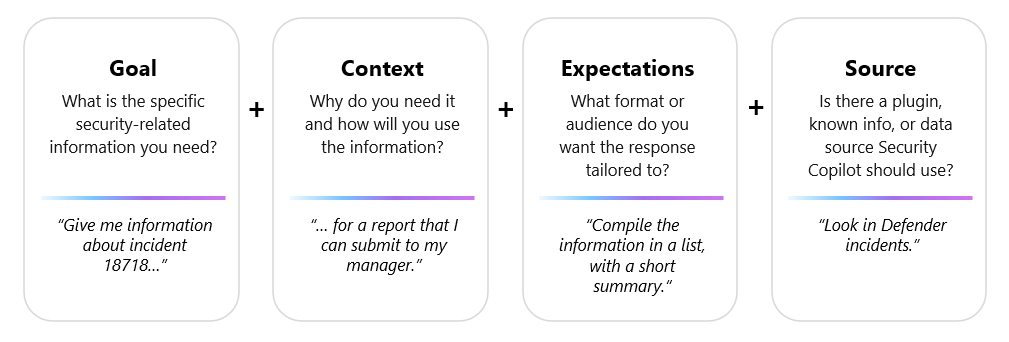 Goal
What is the specific
security-related
information you need?
“Give me information
about incident
18718...”
+
Context
Why do you need it
and how will you use
the information?
“... for a report that I
can submit to my
manager.”
+
Expectations
What format or
audience do you
want the response
tailored to?
“Compile the
information in a list,
with a short
summary.”
+
Source
Is there a plugin,
known info, or data
source Security
Copilot should use?
“Look in Defender
incidents.”